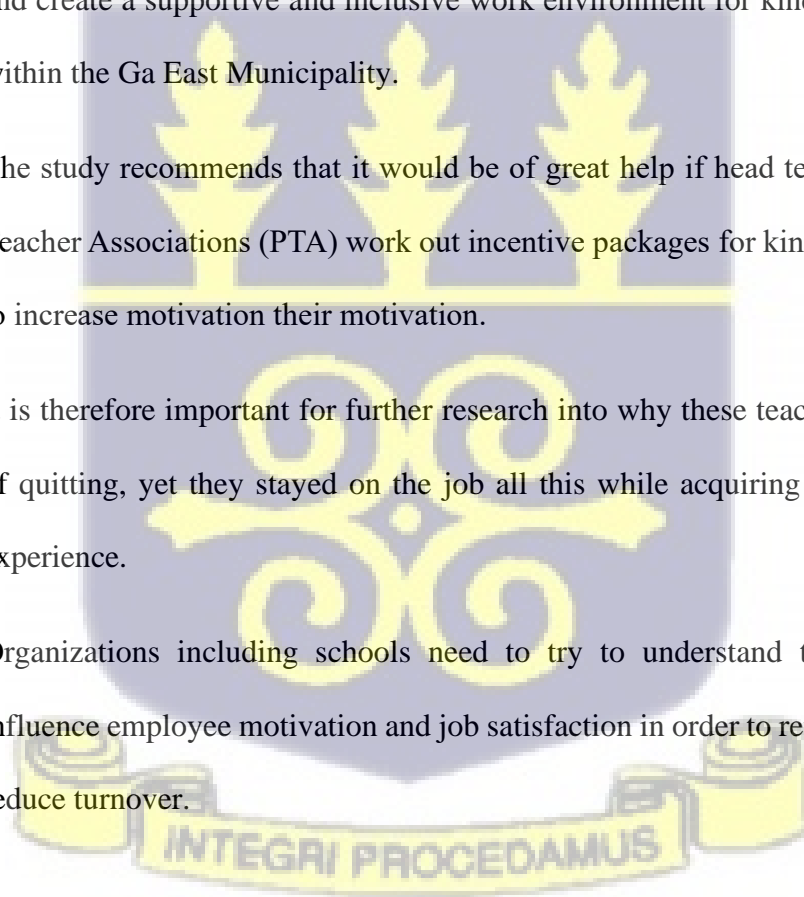 nd create a supportive and inclusive work environment for kin
within the Ga East Municipality.
he study recommends that it would be of great help if head te
eacher Associations (PTA) work out incentive packages for kin
o increase motivation their motivation.
is therefore important for further research into why these teac
f quitting, yet they stayed on the job all this while acquiring
xperience.
Organizations including schools need to try to understand t
nfluence employee motivation and job satisfaction in order to re
educe turnover.
INTEGRI PROCEDAMUS